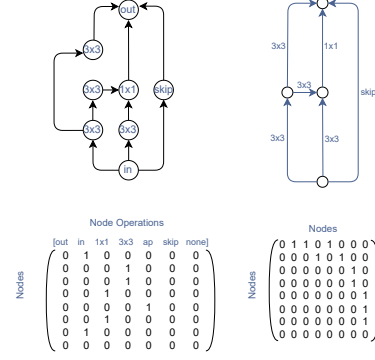 out
3x3
3x3 1x1 skip
3x3 3x3
in
3x3 1x1
3x3 skip
3x3 3x3
Node Operations
[out in 1x1 3x3 ap skip none]
Nodes
0 1 0 0 0 0 0
0 0 0 1 0 0 0
0 0 0 1 0 0 0
0 0 1 0 0 0 0
0 0 0 0 1 0 0
0 0 1 0 0 0 0
0 1 0 0 0 0 0
0 0 0 0 0 0 0
Nodes
Nodes
0 1 1 0 1 0 0 0
0 0 0 1 0 1 0 0
0 0 0 0 0 0 1 0
0 0 0 0 0 0 1 0
0 0 0 0 0 0 0 1
0 0 0 0 0 0 0 1
0 0 0 0 0 0 0 1
0 0 0 0 0 0 0 0